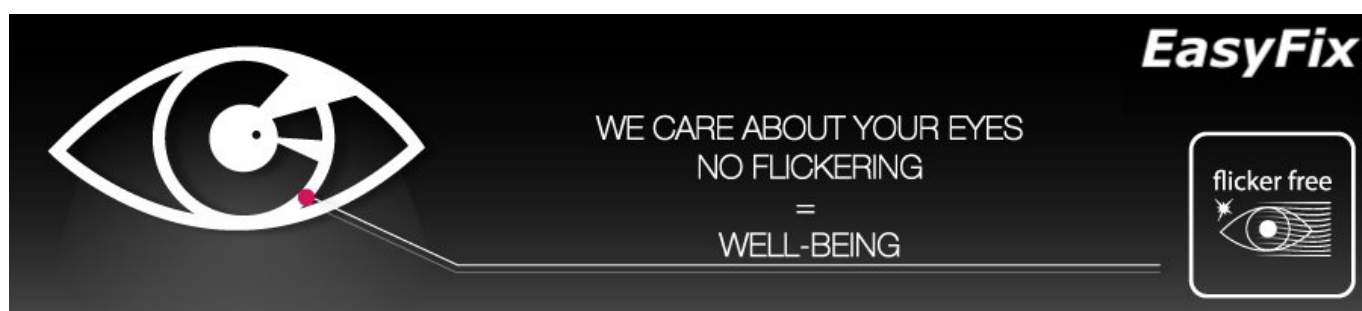 EasyFix
WE CARE ABOUT YOUR EYES
NO FLICKERING
=
WELL-BEING
flicker free